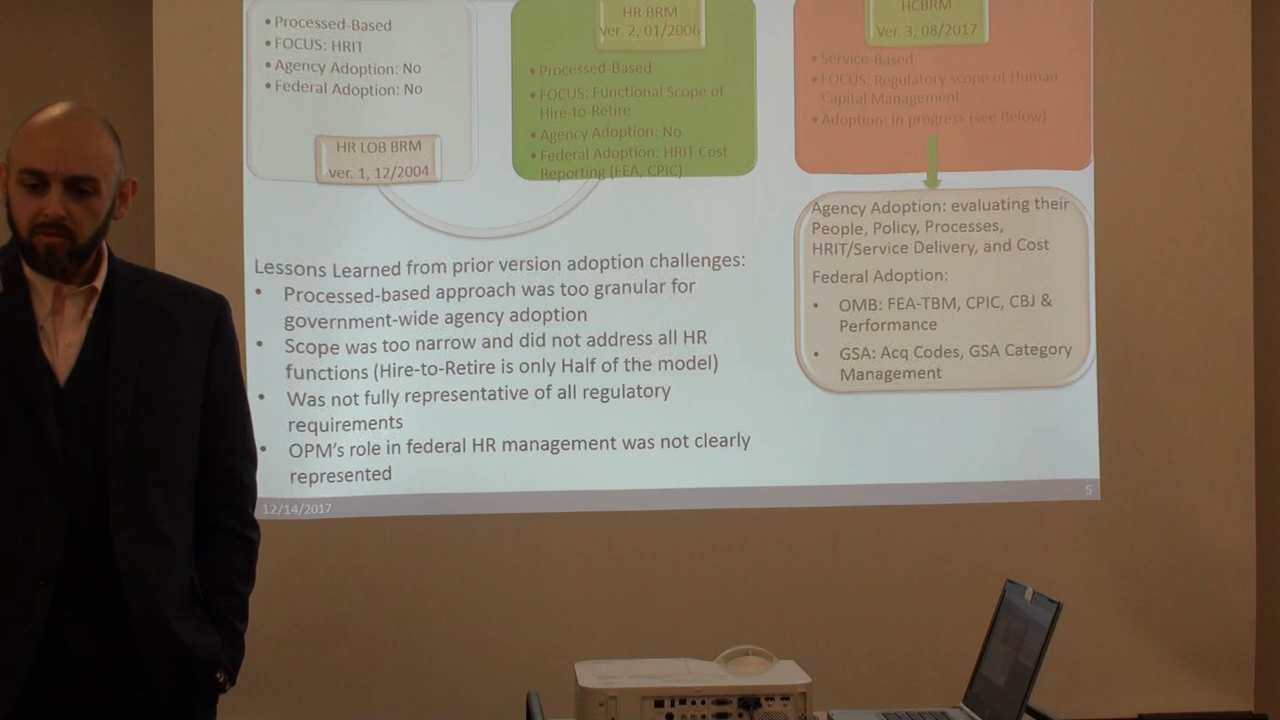 • Processed-Based
• FOCUS: HRIT
• Agency Adoption: No
• Federal Adoption: No
HR LOB BRM
ver. 1, 12/2004
HR BRM
ver. 2, 01/2006
• Processed-Based
• FOCUS: Functional Scope of
Hire-to-Retire
• Agency Adoption: No
• Federal Adoption: HRIT Cost
Reporting (FEA, CPIC)
HCBRM
Ver. 3, 08/2017
• Service-Based
• FOCUS: Regulatory scope of Human
Capital Management
• Adoption: in progress (see Below)
Agency Adoption: evaluating their
People, Policy, Processes,
HRIT/Service Delivery, and Cost
Federal Adoption:
• OMB: FEA-TBM, CPIC, CBJ &
Performance
• GSA: Acq Codes, GSA Category
Management
Lessons Learned from prior version adoption challenges:
• Processed-based approach was too granular for
government-wide agency adoption
• Scope was too narrow and did not address all HR
functions (Hire-to-Retire is only Half of the model)
• Was not fully representative of all regulatory
requirements
• OPM's role in federal HR management was not clearly
represented
12/14/2017
5